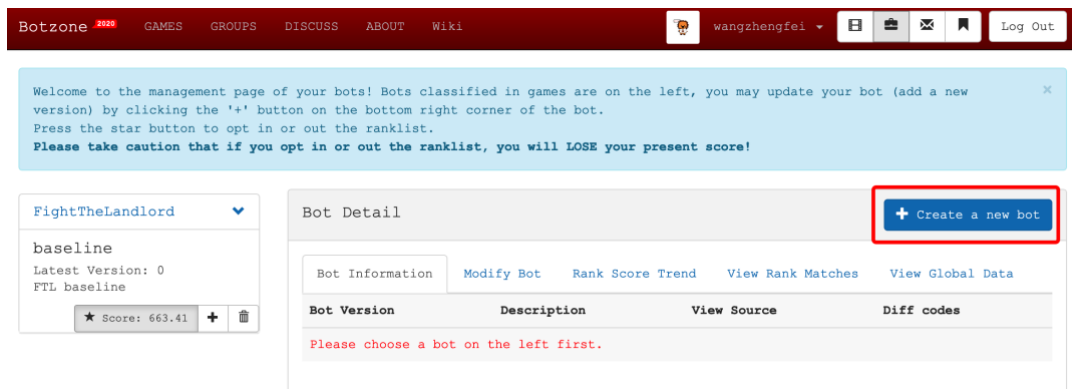 Botzone 2020 GAMES GROUPS DISCUSS ABOUT Wiki wangzhengfei Log Out
Welcome to the management page of your bots! Bots classified in games are on the left, you may update your bot (add a new
version) by clicking the '+' button on the bottom right corner of the bot.
Press the star button to opt in or out the ranklist.
Please take caution that if you opt in or out the ranklist, you will LOSE your present score!
FightTheLandlord
baseline
Latest Version: 0
FTL baseline
★ Score: 663.41 +
Bot Detail
+ Create a new bot
Bot Information Modify Bot Rank Score Trend View Rank Matches View Global Data
Bot Version Description View Source Diff codes
Please choose a bot on the left first.